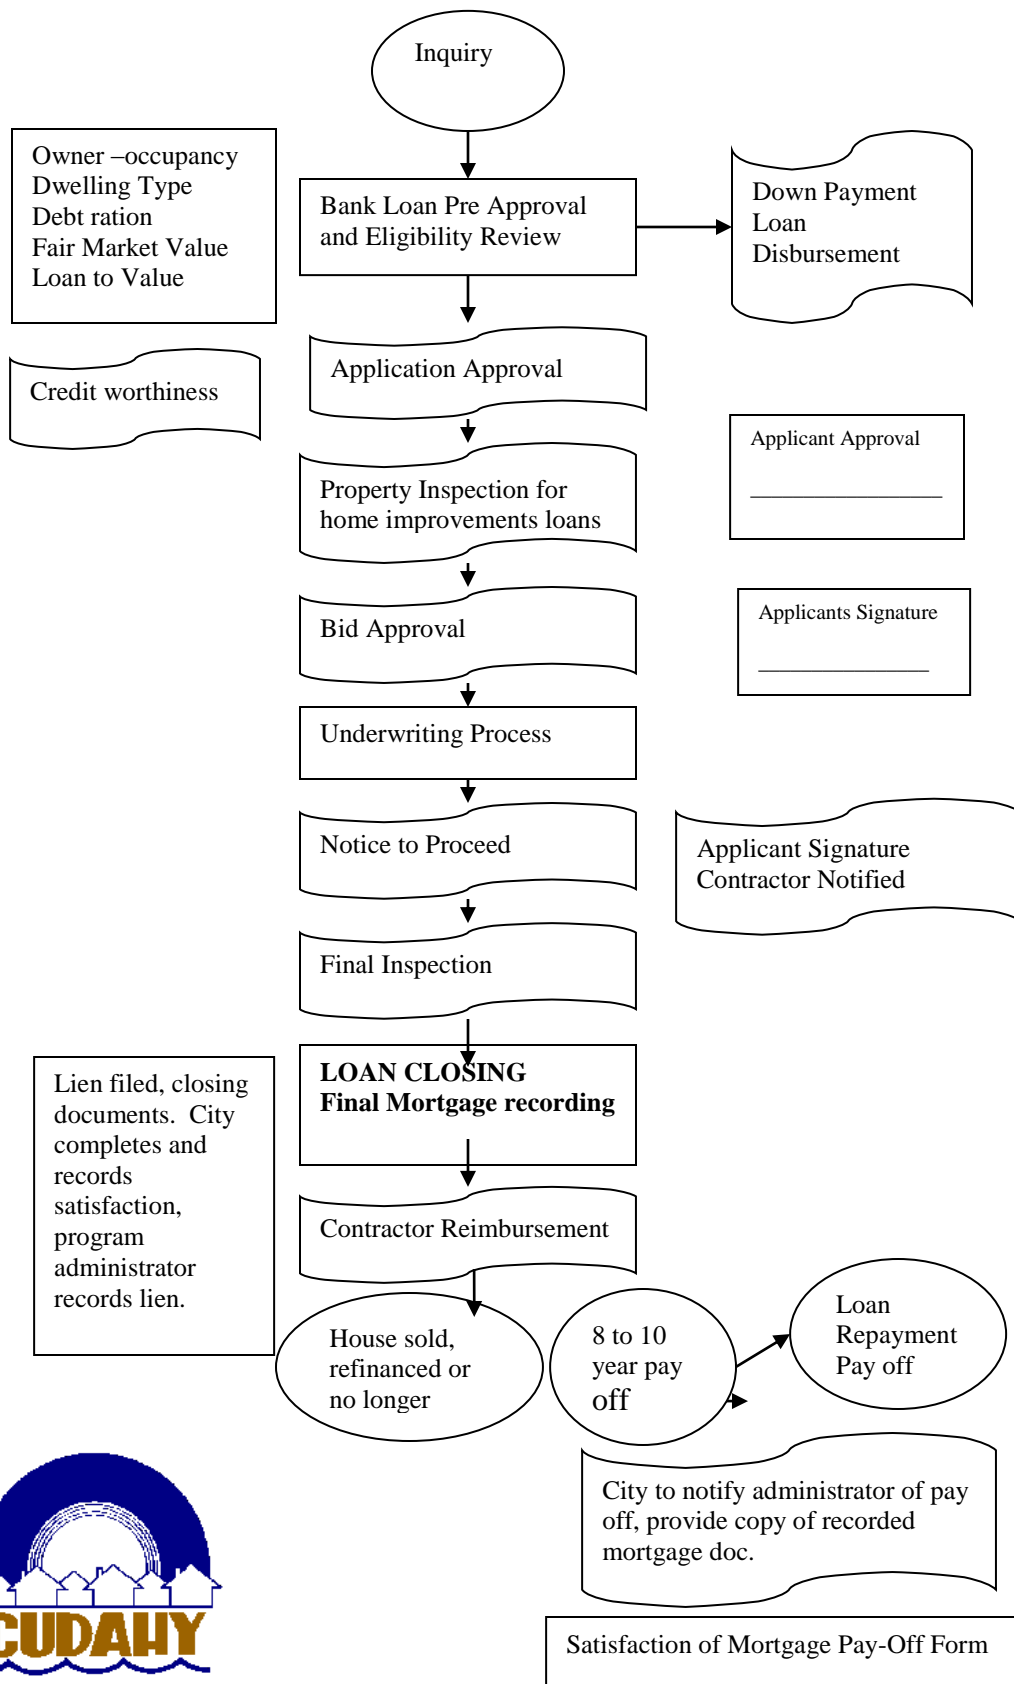 Inquiry
Owner –occupancy
Dwelling Type
Debt ration
Fair Market Value
Loan to Value
Bank Loan Pre Approval
and Eligibility Review
Down Payment
Loan
Disbursement
Credit worthiness
Application Approval
Applicant Approval
__________________
Property Inspection for
home improvements loans
Applicants Signature
________________
Bid Approval
Underwriting Process
Notice to Proceed
Applicant Signature
Contractor Notified
Final Inspection
LOAN CLOSING
Final Mortgage recording
Lien filed, closing
documents.  City
completes and
records
satisfaction,
program
administrator
records lien.
Contractor Reimbursement
House sold,
refinanced or
no longer
8 to 10
year pay
off
Loan
Repayment
Pay off
City to notify administrator of pay
off, provide copy of recorded
mortgage doc.
CUDAHY
Satisfaction of Mortgage Pay-Off Form